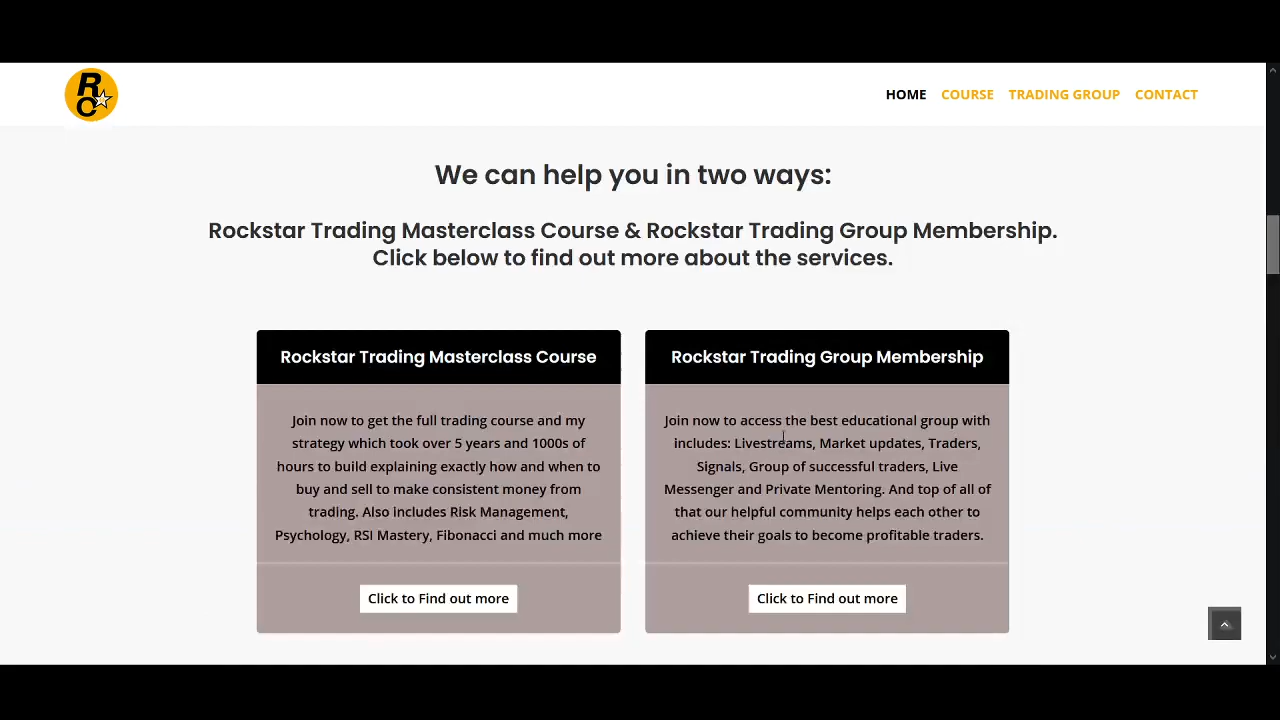 R
C
HOME COURSE TRADING GROUP CONTACT
We can help you in two ways:
Rockstar Trading Masterclass Course & Rockstar Trading Group Membership.
Click below to find out more about the services.
Rockstar Trading Masterclass Course
Join now to get the full trading course and my
strategy which took over 5 years and 1000s of
hours to build explaining exactly how and when to
buy and sell to make consistent money from
trading. Also includes Risk Management,
Psychology, RSI Mastery, Fibonacci and much more
Click to Find out more
Rockstar Trading Group Membership
Join now to access the best educational group with
includes: Livestreams, Market updates, Traders,
Signals, Group of successful traders, Live
Messenger and Private Mentoring. And top of all of
that our helpful community helps each other to
achieve their goals to become profitable traders.
Click to Find out more